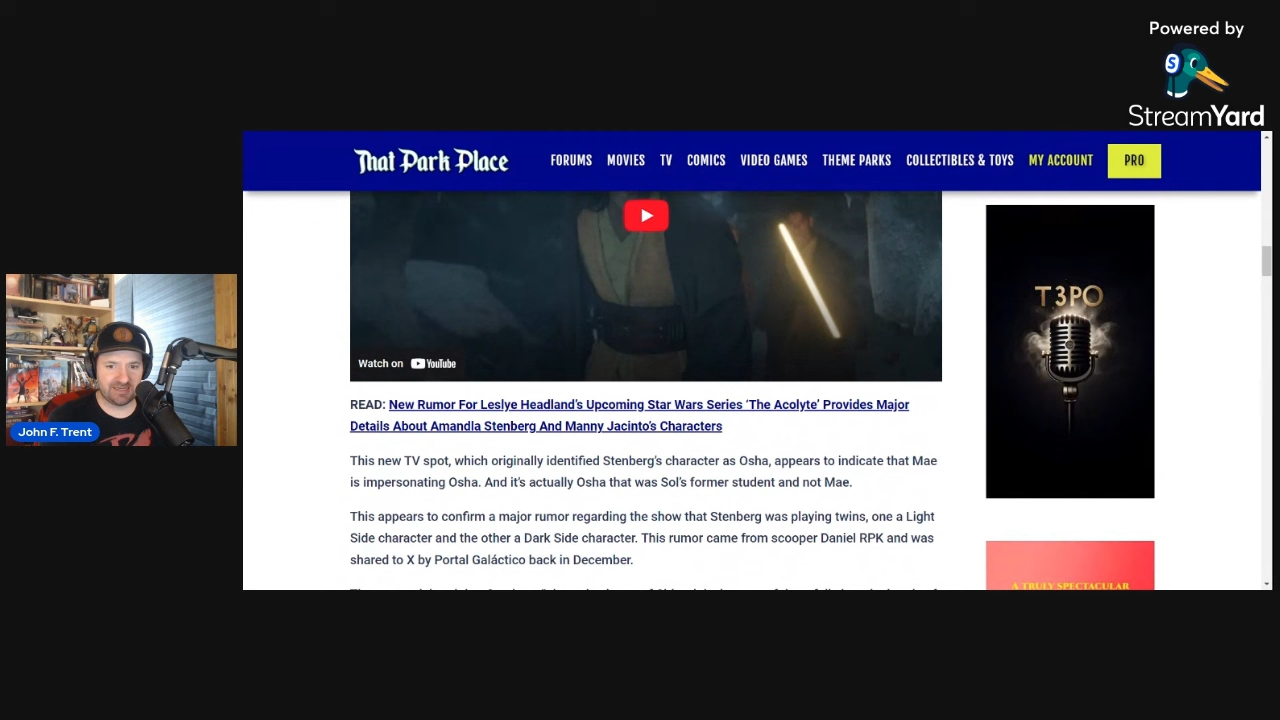 Powered by
S
StreamYard
That Park Place
FORUMS MOVIES TV COMICS VIDEO GAMES THEME PARKS COLLECTIBLES & TOYS MY ACCOUNT PRO
Watch on YouTube
T3PO
READ: New Rumor For Leslye Headland's Upcoming Star Wars Series 'The Acolyte' Provides Major
Details About Amandla Stenberg And Manny Jacinto's Characters
This new TV spot, which originally identified Stenberg's character as Osha, appears to indicate that Mae
is impersonating Osha. And it's actually Osha that was Sol's former student and not Mae.
This appears to confirm a major rumor regarding the show that Stenberg was playing twins, one a Light
Side character and the other a Dark Side character. This rumor came from scooper Daniel RPK and was
shared to X by Portal Galáctico back in December.
A TRULY SPECTACULAR
John F. Trent